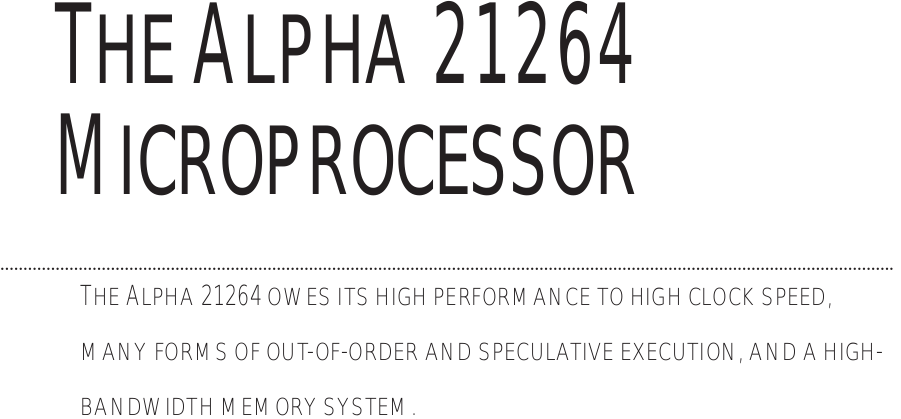 THE ALPHA 21264
MICROPROCESSOR
THE ALPHA 21264 OWES ITS HIGH PERFORMANCE TO HIGH CLOCK SPEED,
MANY FORMS OF OUT-OF-ORDER AND SPECULATIVE EXECUTION, AND A HIGH-
BANDWIDTH MEMORY SYSTEM.